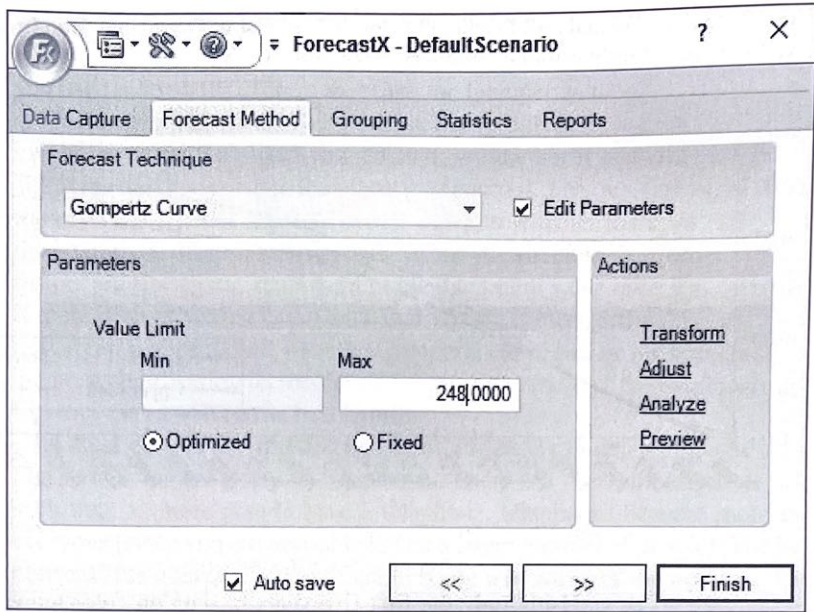 Fx ForecastX - DefaultScenario ? ×
Data Capture Forecast Method Grouping Statistics Reports
Forecast Technique
Gompertz Curve Edit Parameters
Parameters Actions
Value Limit
Min Max
248.0000
Optimized Fixed
Transform
Adjust
Analyze
Preview
Auto save << >> Finish